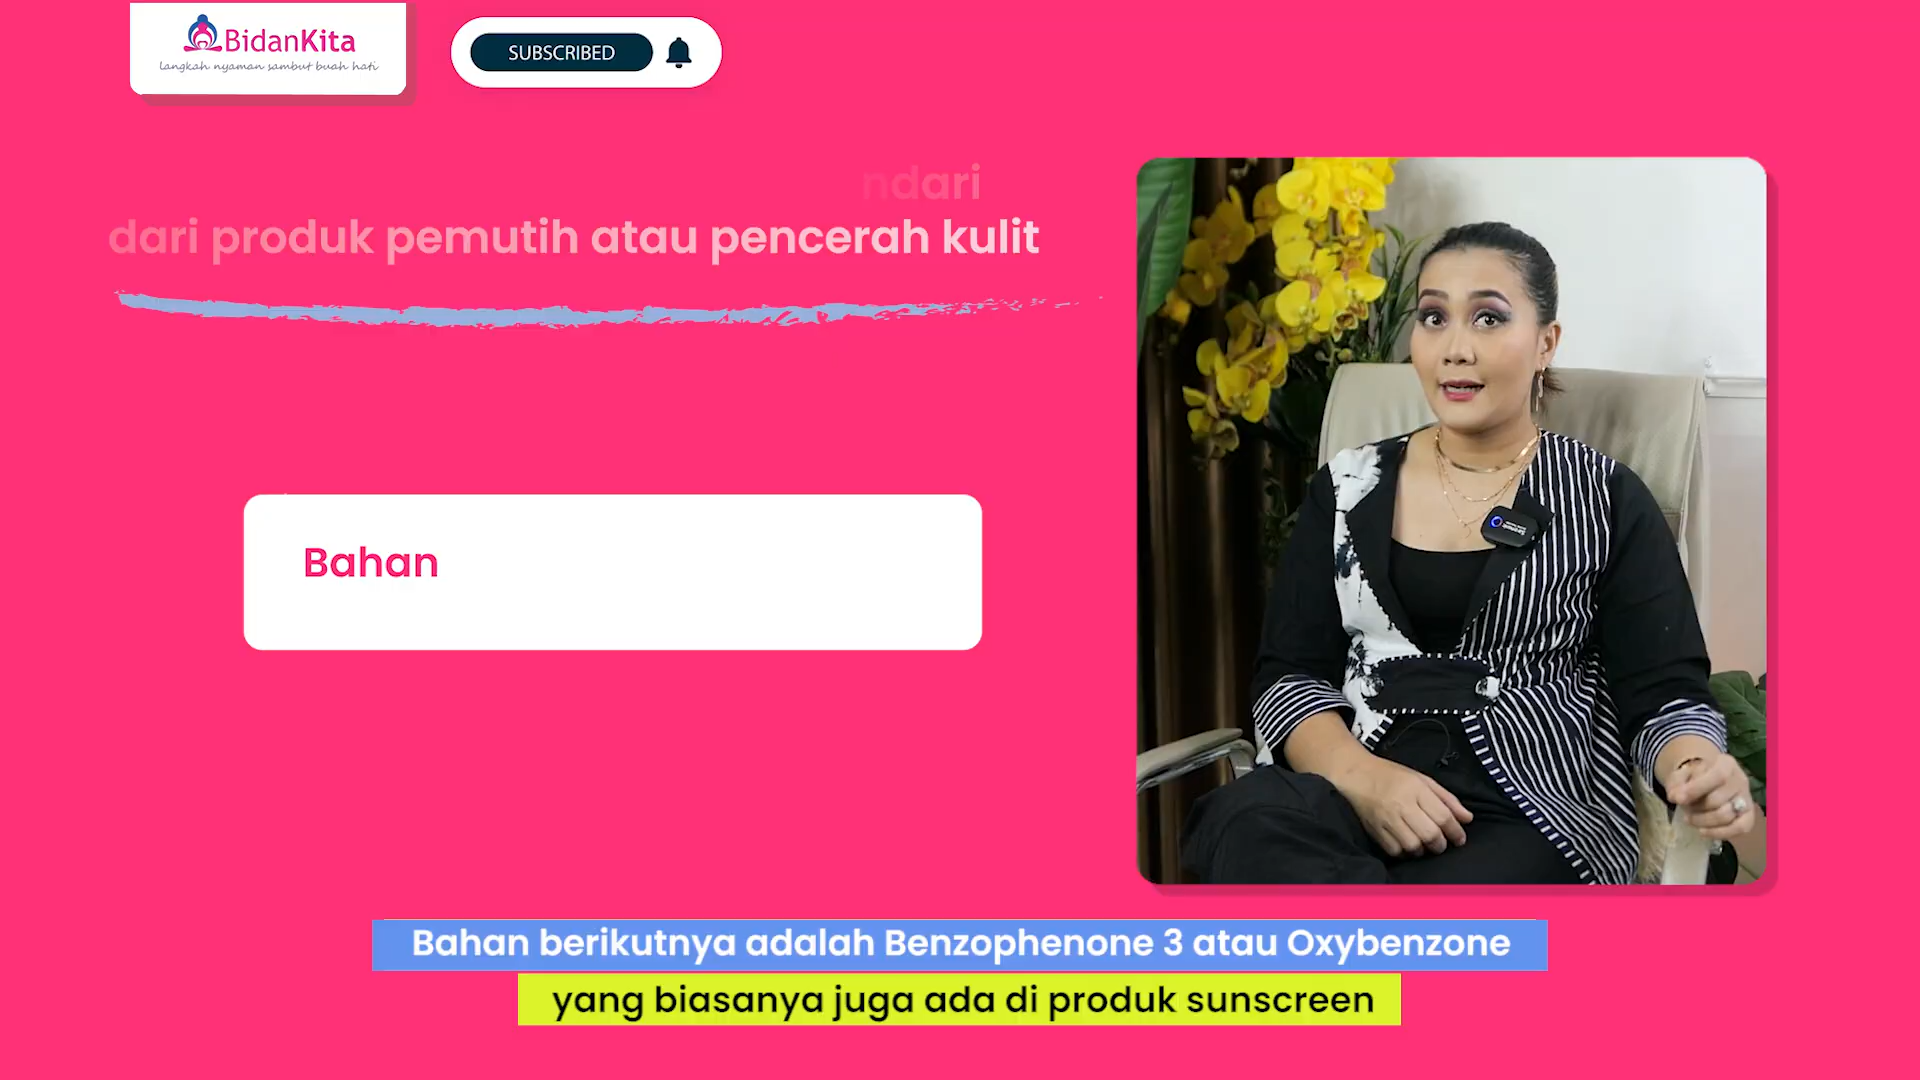 BidanKita
langkah nyaman sambut buah hati
SUBSCRIBED
ndari
dari produk pemutih atau pencerah kulit
Bahan
Bahan berikutnya adalah Benzophenone 3 atau Oxybenzone
yang biasanya juga ada di produk sunscreen